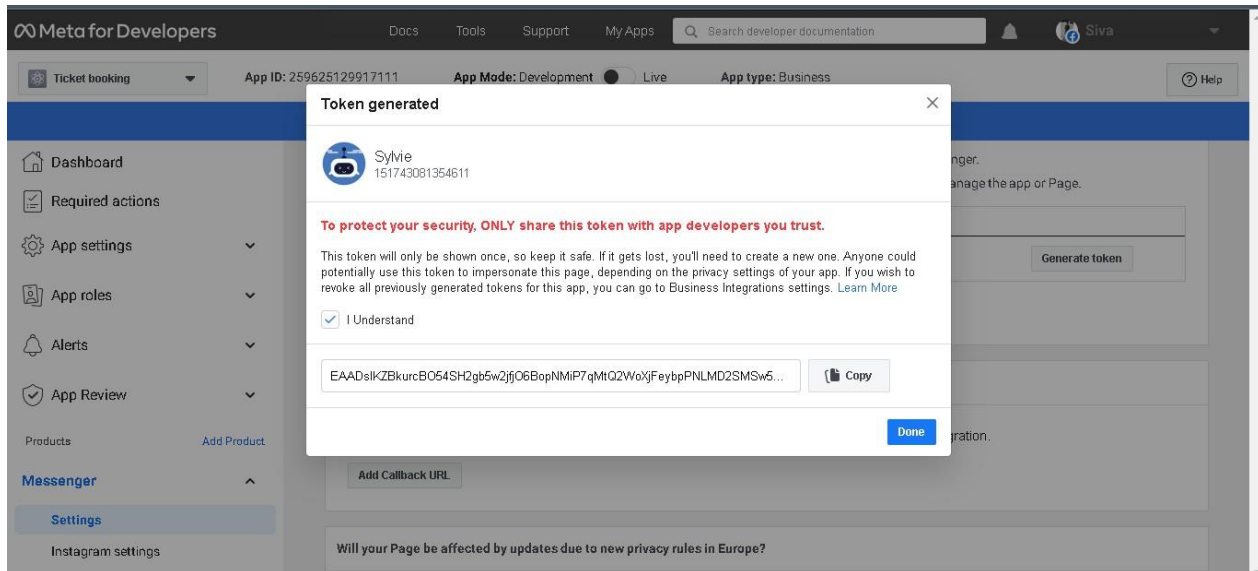 Meta for Developers
Docs Tools Support My Apps Search developer documentation Siva
Ticket booking App ID: 259625129917111 App Mode: Development Live App type: Business Help
Token generated
Sylvie
151743081354611
To protect your security, ONLY share this token with app developers you trust.
This token will only be shown once, so keep it safe. If it gets lost, you'll need to create a new one. Anyone could
potentially use this token to impersonate this page, depending on the privacy settings of your app. If you wish to
revoke all previously generated tokens for this app, you can go to Business Integrations settings. Learn More
I Understand
EAADsIKZBkurcBO54SH2gb5w2jfjO6BopNMiP7qMtQ2WoXjFeybpPNLMD2SMSw5... Copy
Done
Dashboard
Required actions
App settings
App roles
Alerts
App Review
Products Add Product
Messenger
Settings
Instagram settings
nger.
anage the app or Page.
Generate token
gration.
Add Callback URL
Will your Page be affected by updates due to new privacy rules in Europe?